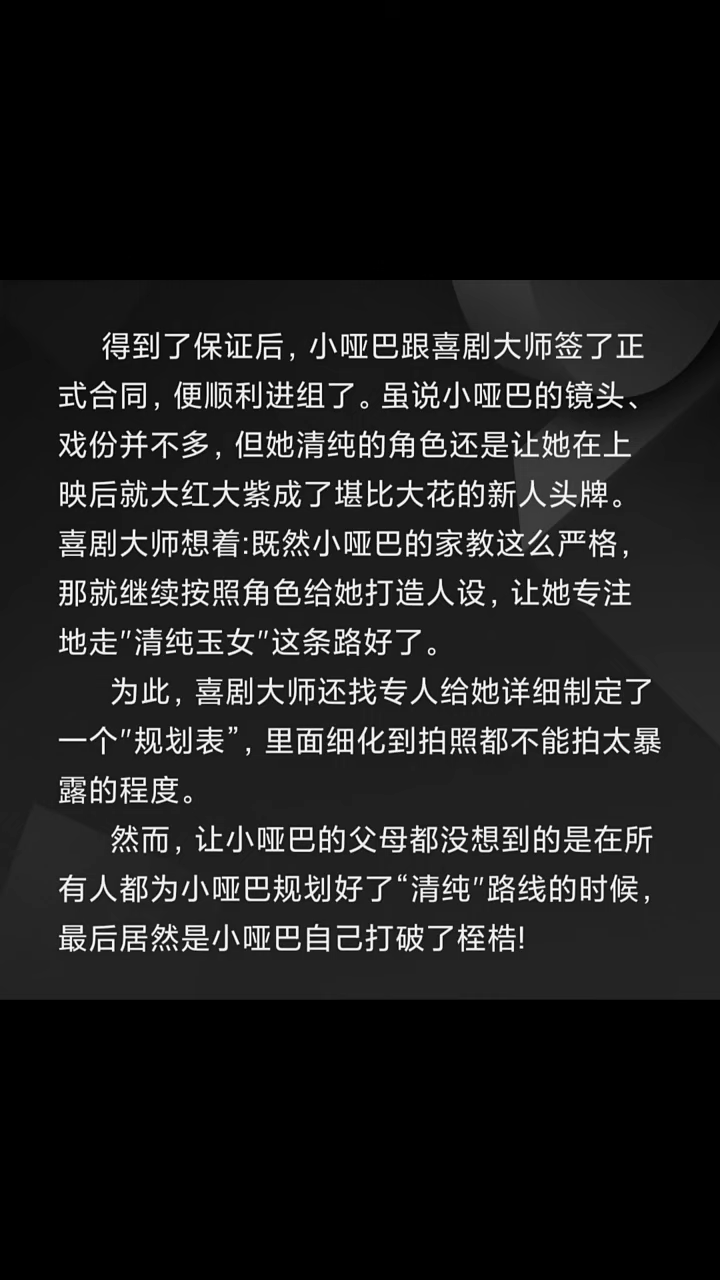 得到了保证后，小哑巴跟喜剧大师签了正
式合同，便顺利进组了。虽说小哑巴的镜头、
戏份并不多，但她清纯的角色还是让她在上
映后就大红大紫成了堪比大花的新人头牌。
喜剧大师想着:既然小哑巴的家教这么严格，
那就继续按照角色给她打造人设，让她专注
地走"清纯玉女"这条路好了。
为此，喜剧大师还找专人给她详细制定了
一个"规划表”，里面细化到拍照都不能拍太暴
露的程度。
然而，让小哑巴的父母都没想到的是在所
有人都为小哑巴规划好了“清纯"路线的时候，
最后居然是小哑巴自己打破了桎梏!